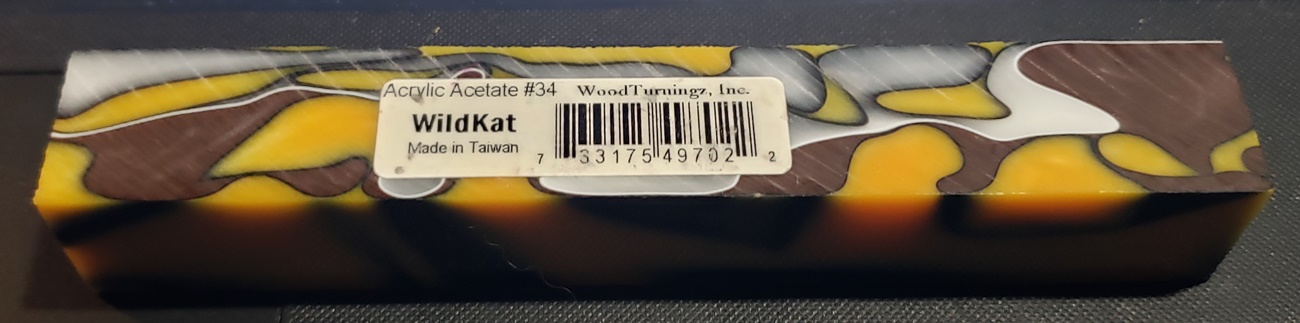 Acrylic Acetate #34 WoodTurningz, Inc.
WildKat
Made in Taiwan
7 33175 49702 2